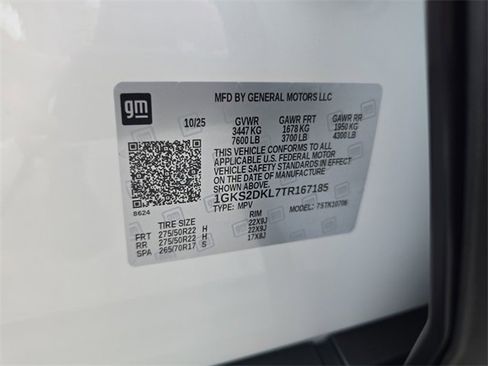 gm
MFD BY GENERAL MOTORS LLC
10/25 GVWR GAWR FRT GAWR RR
3447 KG 1678 KG 1950 KG
7600 LB 3700 LB 4300 LB
THIS VEHICLE CONFORMS TO ALL
APPLICABLE U.S. FEDERAL MOTOR
VEHICLE SAFETY STANDARDS IN EFFECT
ON THE DATE OF MANUFACTURE
SHOWN ABOVE.
1GKS2DKL7TR167185
8624 TYPE: MPV MODEL: 7STK10706
TIRE SIZE RIM
FRT 275/50R22 H 22X9J
RR 275/50R22 H 22X9J
SPA 265/70R17 S 17X8J